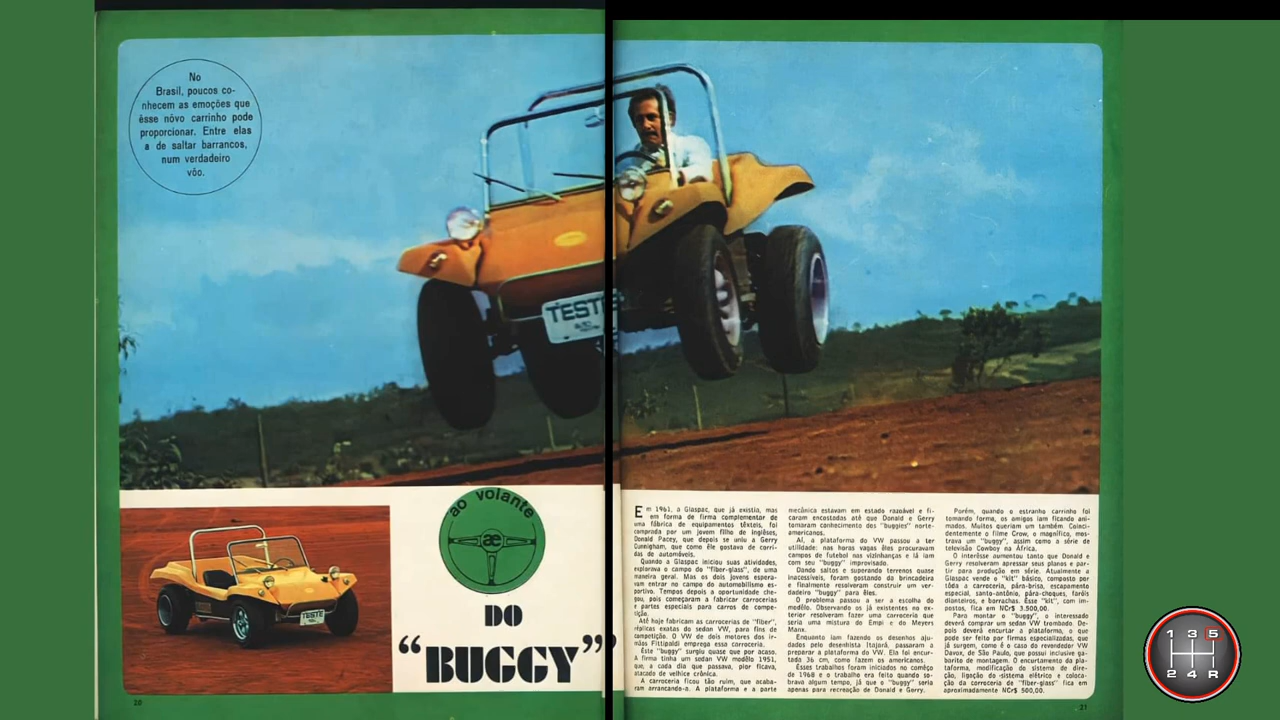 No
Brasil, poucos co-
nhecem as emoções que
êsse nôvo carrinho pode
proporcionar. Entre elas
a de saltar barrancos,
num verdadeiro
vôo.
TESTE
TESTE
ao volante
æ
DO
“BUGGY”
20
Em 1961, a Glaspac, que já existia, mas
em forma de firma complementar de
uma fábrica de equipamentos têxteis, foi
comprada por um jovem filho de inglêses,
Donald Pacey, que depois se uniu a Gerry
Cunnigham, que como êle gostava de corri-
das de automóveis.
Quando a Glaspac iniciou suas atividades,
explorava o campo do "fiber-glass", de uma
maneira geral. Mas os dois jovens espera-
vam entrar no campo do automobilismo es-
portivo. Tempos depois a oportunidade che-
gou, pois começaram a fabricar carrocerias
e partes especiais para carros de compe-
tição.
Até hoje fabricam as carrocerias de "fiber",
réplicas exatas do sedan VW, para fins de
competição. O VW de dois motores dos ir-
mãos Fittipaldi emprega essa carroceria.
Êste "buggy" surgiu quase que por acaso.
A firma tinha um sedan VW modêlo 1951,
que, a cada dia que passava, pior ficava,
atacado de velhice crônica.
A carroceria ficou tão ruim, que acaba-
ram arrancando-a. A plataforma e a parte
mecânica estavam em estado razoável e fi-
caram encostadas até que Donald e Gerry
tomaram conhecimento dos "buggies" norte-
americanos.
Aí, a plataforma do VW passou a ter
utilidade: nas horas vagas êles procuravam
campos de futebol nas vizinhanças e lá iam
com seu "buggy" improvisado.
Dando saltos e superando terrenos quase
inacessíveis, foram gostando da brincadeira
e finalmente resolveram construir um ver-
dadeiro "buggy" para êles.
O problema passou a ser a escolha do
modêlo. Observando os já existentes no ex-
terior resolveram fazer uma carroceria que
seria uma mistura do Empi e do Meyers
Manx.
Enquanto iam fazendo os desenhos aju-
dados pelo desenhista Itajorá, passaram a
preparar a plataforma do VW. Ela foi encur-
tada 36 cm, como fazem os americanos.
Êsses trabalhos foram iniciados no comêço
de 1968 e o trabalho era feito quando so-
brava algum tempo, já que o "buggy" seria
apenas para recreação de Donald e Gerry.
Porém, quando o estranho carrinho foi
tomando forma, os amigos iam ficando ani-
mados. Muitos queriam um também. Coinci-
dentemente o filme Crow, o magnífico, mos-
trava um "buggy", assim como a série de
televisão Cowboy na África.
O interêsse aumentou tanto que Donald e
Gerry resolveram apressar seus planos e par-
tir para produção em série. Atualmente a
Glaspac vende o "kit" básico, composto por
tôda a carroceria, pára-brisa, escapamento
especial, santo-antônio, pára-choques, faróis
dianteiros, e borrachas. Êsse "kit", com im-
postos, fica em NCr$ 3.500,00.
Para montar o "buggy", o interessado
deverá comprar um sedan VW trombado. De-
pois deverá encurtar a plataforma, o que
pode ser feito por firmas especializadas, que
já surgem, como é o caso do revendedor VW
Davox, de São Paulo, que possui inclusive ga-
barito de montagem. O encurtamento da pla-
taforma, modificação do sistema de dire-
ção, ligação do sistema elétrico e coloca-
ção da carroceria de "fiber-glass" fica em
aproximadamente NCr$ 500,00.
21
1 3 5
2 4 R